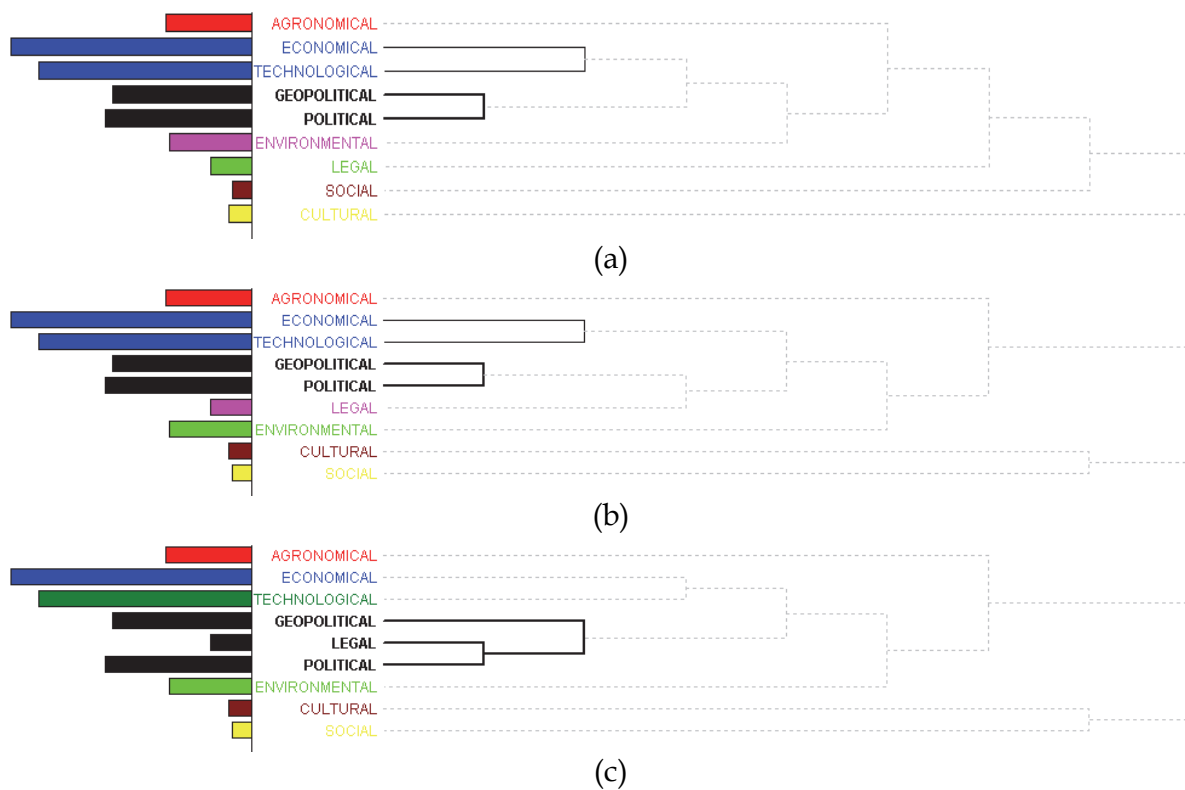 AGRONOMICAL
ECONOMICAL
TECHNOLOGICAL
GEOPOLITICAL
POLITICAL
ENVIRONMENTAL
LEGAL
SOCIAL
CULTURAL
(a)
AGRONOMICAL
ECONOMICAL
TECHNOLOGICAL
GEOPOLITICAL
POLITICAL
LEGAL
ENVIRONMENTAL
CULTURAL
SOCIAL
(b)
AGRONOMICAL
ECONOMICAL
TECHNOLOGICAL
GEOPOLITICAL
LEGAL
POLITICAL
ENVIRONMENTAL
CULTURAL
SOCIAL
(c)